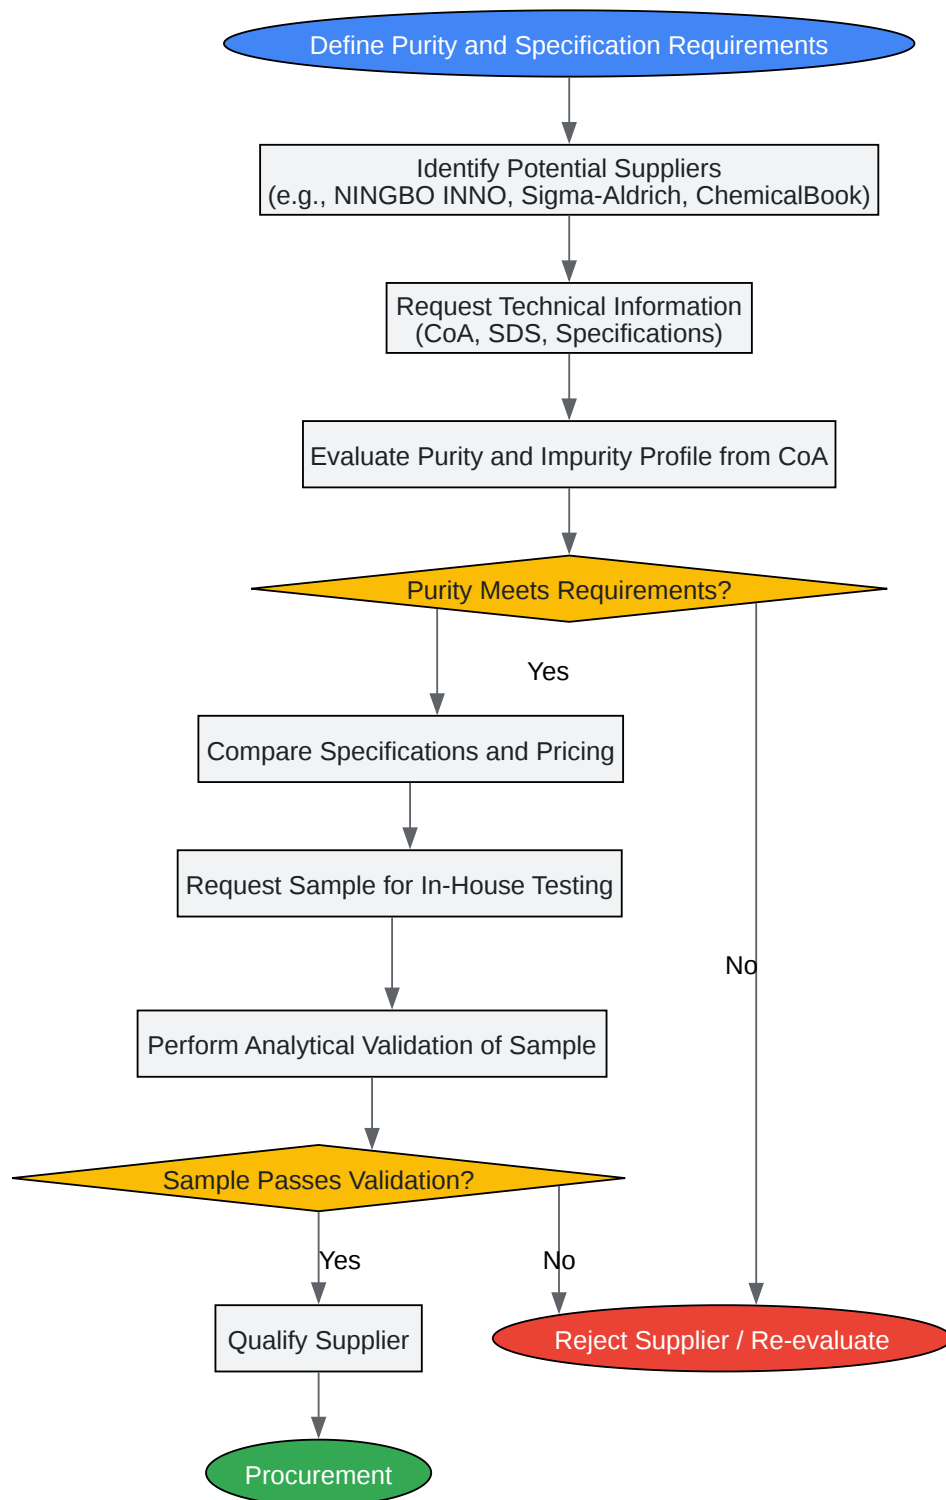 Define Purity and Specification Requirements
Identify Potential Suppliers
(e.g., NINGBO INNO, Sigma-Aldrich, ChemicalBook)
Request Technical Information
(CoA, SDS, Specifications)
Evaluate Purity and Impurity Profile from CoA
Purity Meets Requirements?
Yes
Compare Specifications and Pricing
Request Sample for In-House Testing
No
Perform Analytical Validation of Sample
Sample Passes Validation?
Yes
No
Qualify Supplier
Reject Supplier / Re-evaluate
Procurement